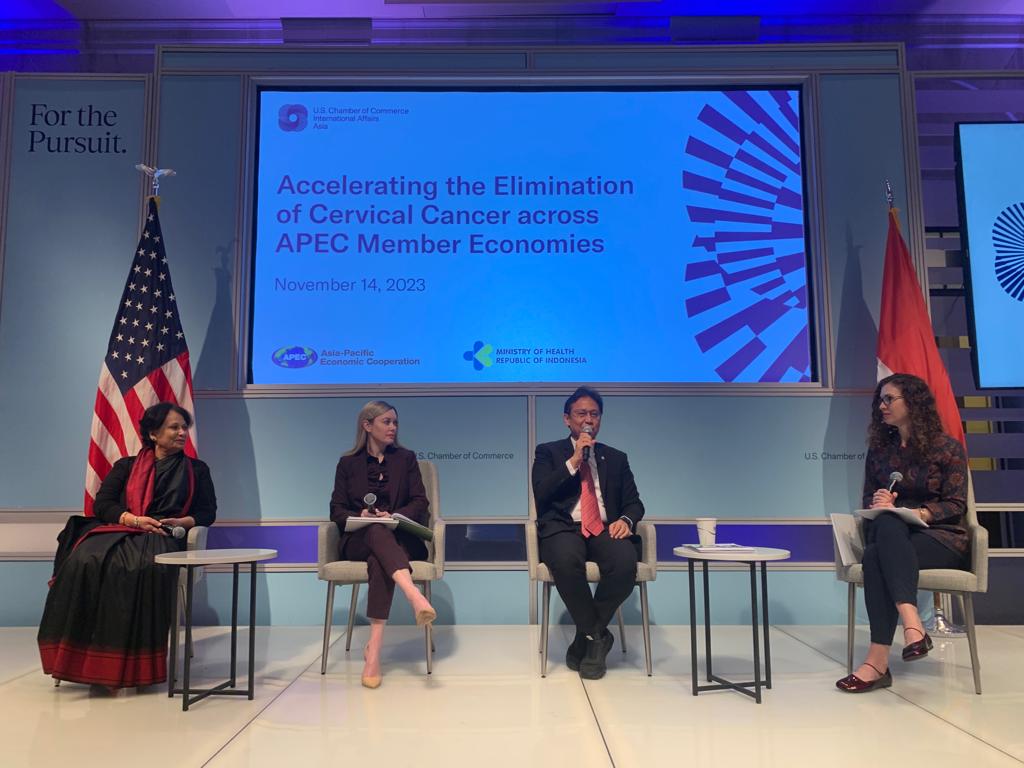 For the
Pursuit.
U.S. Chamber of Commerce
International Affairs
Asia
Accelerating the Elimination
of Cervical Cancer across
APEC Member Economies
November 14, 2023
APEC
Asia-Pacific
Economic Cooperation
MINISTRY OF HEALTH
REPUBLIC OF INDONESIA
U.S. Chamber of Commerce
U.S. Chamber of